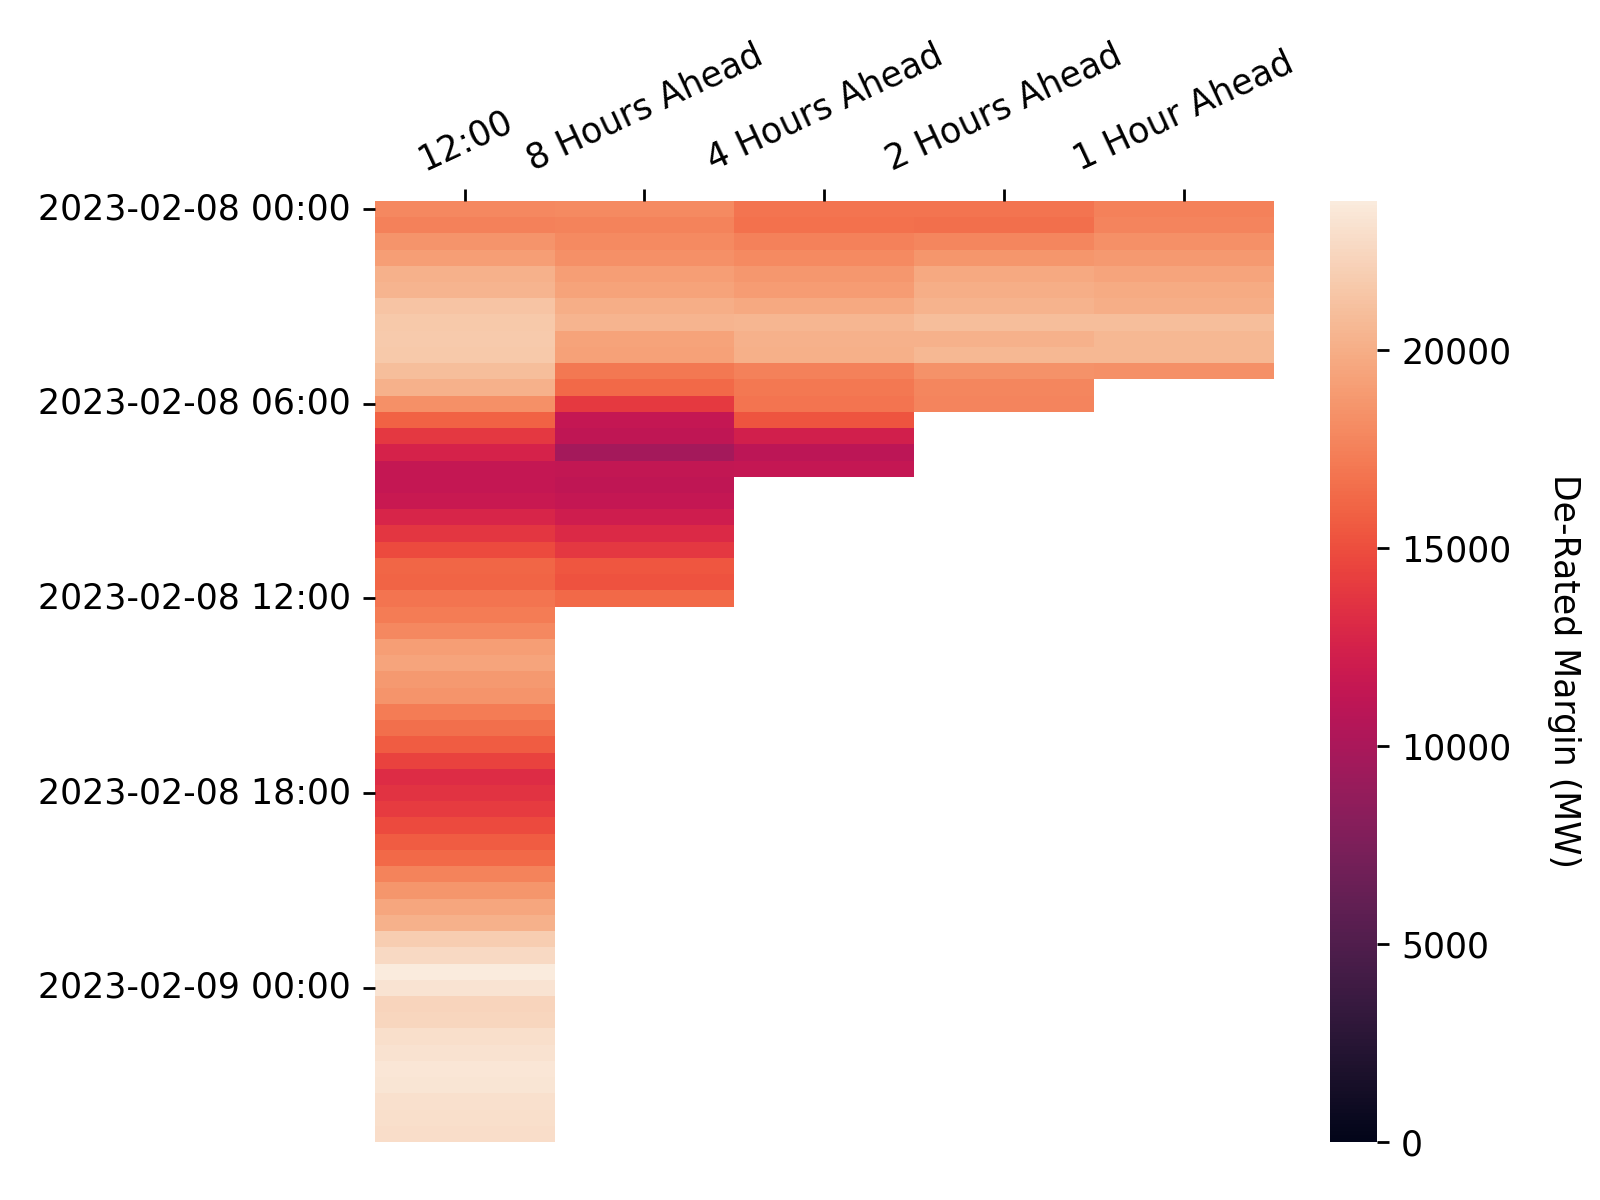 12:00
8 Hours Ahead
4 Hours Ahead
2 Hours Ahead
1 Hour Ahead
2023-02-08 00:00
2023-02-08 06:00
2023-02-08 12:00
2023-02-08 18:00
2023-02-09 00:00
20000
15000
10000
5000
0
De-Rated Margin (MW)